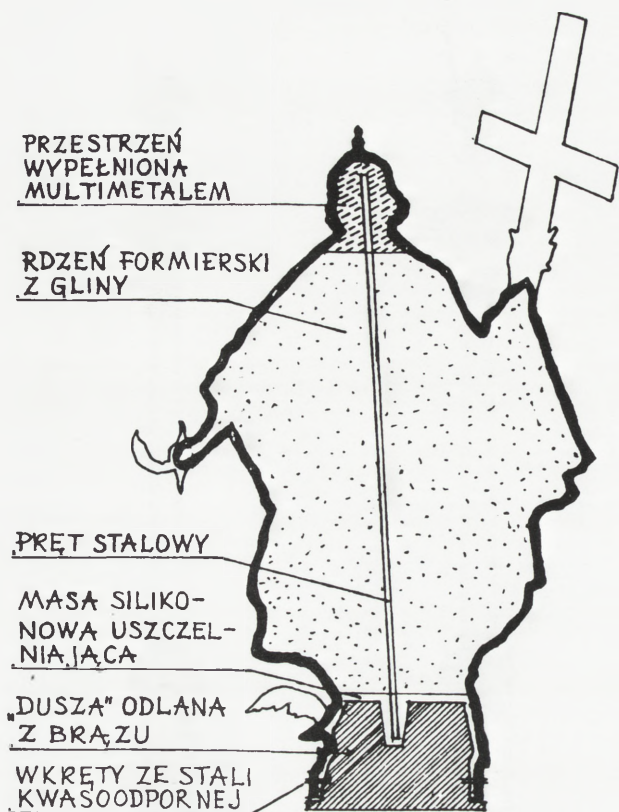 PRZESTRZEŃ
WYPEŁNIONA
MULTIMETALEM
RDZEŃ FORMIERSKI
Z GLINY
PRĘT STALOWY
MASA SILIKO-
NOWA USZCZEL-
NIAJĄCA
„DUSZA" ODLANA
Z BRĄZU
WKRĘTY ZE STALI
KWASOODPORNEJ